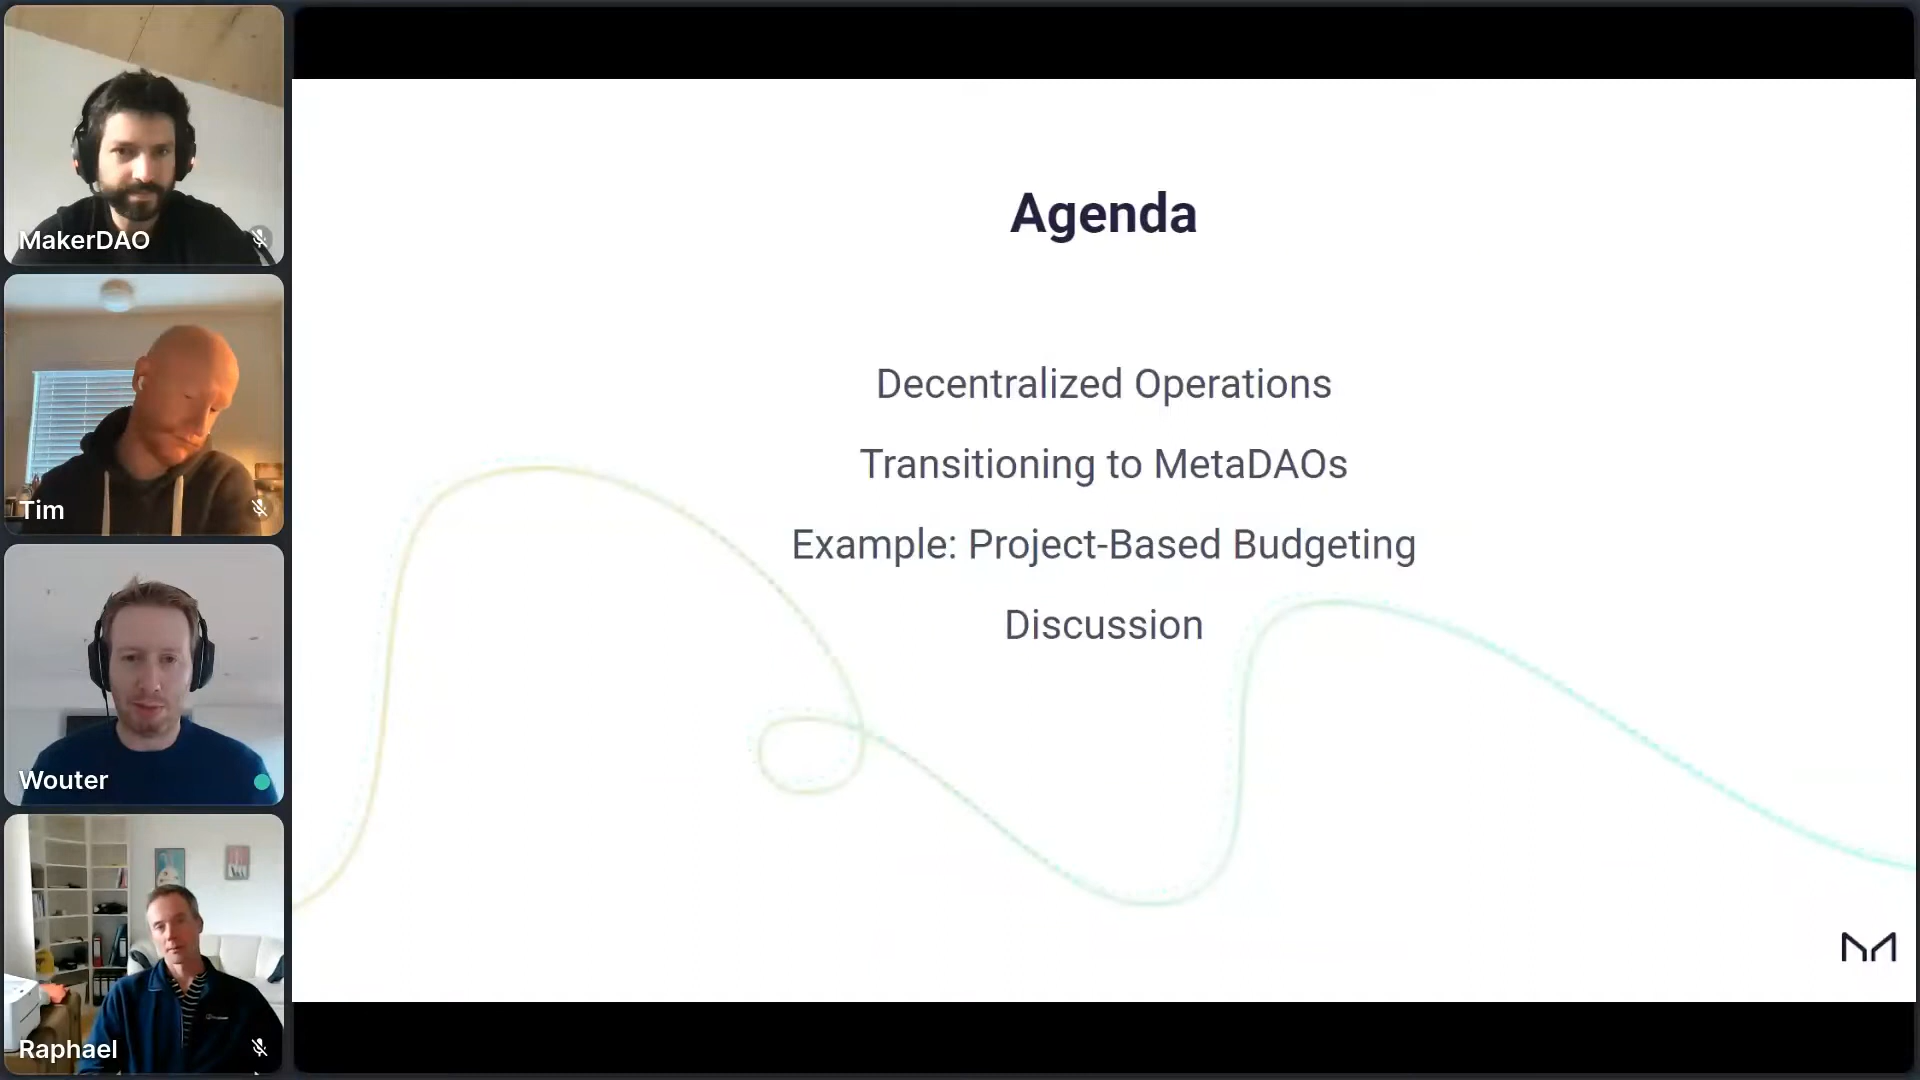 MakerDAO
Tim
Wouter
Raphael
Agenda
Decentralized Operations
Transitioning to MetaDAOs
Example: Project-Based Budgeting
Discussion